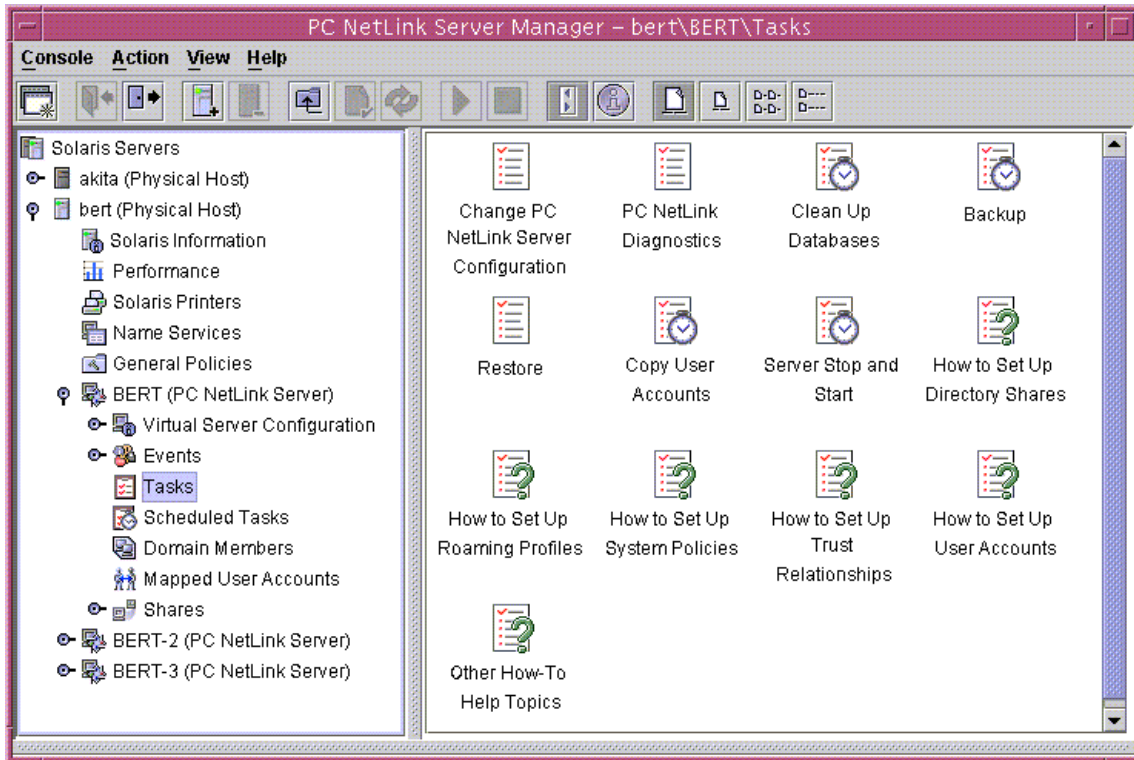 PC NetLink Server Manager – bert\BERT\Tasks
Console Action View Help
Solaris Servers
akita (Physical Host)
bert (Physical Host)
Solaris Information
Performance
Solaris Printers
Name Services
General Policies
BERT (PC NetLink Server)
Virtual Server Configuration
Events
Tasks
Scheduled Tasks
Domain Members
Mapped User Accounts
Shares
BERT-2 (PC NetLink Server)
BERT-3 (PC NetLink Server)
Change PC
NetLink Server
Configuration
PC NetLink
Diagnostics
Clean Up
Databases
Backup
Restore
Copy User
Accounts
Server Stop and
Start
How to Set Up
Directory Shares
How to Set Up
Roaming Profiles
How to Set Up
System Policies
How to Set Up
Trust
Relationships
How to Set Up
User Accounts
Other How-To
Help Topics